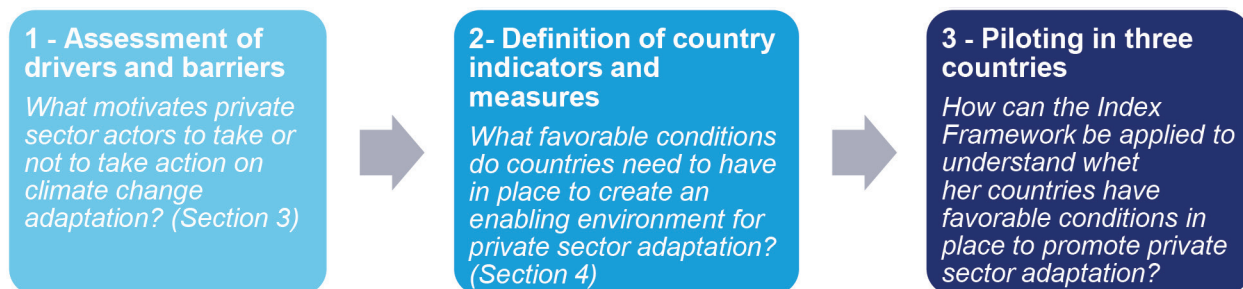 1 - Assessment of
drivers and barriers
What motivates private
sector actors to take or
not to take action on
climate change
adaptation? (Section 3)
2- Definition of country
indicators and
measures
What favorable conditions
do countries need to have
in place to create an
enabling environment for
private sector adaptation?
(Section 4)
3 - Piloting in three
countries
How can the Index
Framework be applied to
understand whet
her countries have
favorable conditions in
place to promote private
sector adaptation?